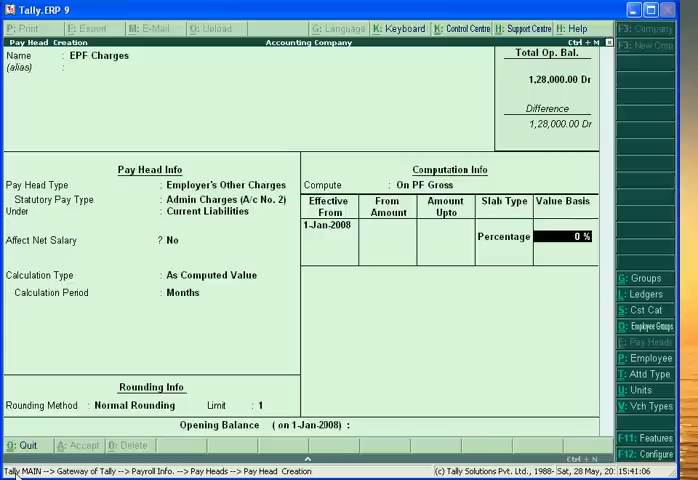 Tally.ERP 9
P: Print E: Export M: E-Mail O: Upload G: Language K: Keyboard K: Control Centre H: Support Centre H: Help
F3: Company
Pay Head Creation Accounting Company Ctrl + M
F3: New Cmp
Name : EPF Charges
(alias) :
Total Op. Bal.
1,28,000.00 Dr
Difference
1,28,000.00 Dr
Pay Head Info
Pay Head Type : Employer's Other Charges
Statutory Pay Type : Admin Charges (A/c No. 2)
Under : Current Liabilities
Affect Net Salary ? No
Calculation Type : As Computed Value
Calculation Period : Months
Computation Info
Compute : On PF Gross
Effective From From Amount Amount Upto Slab Type Value Basis
1-Jan-2008
Percentage 0 %
Rounding Info
Rounding Method : Normal Rounding Limit : 1
Opening Balance ( on 1-Jan-2008) :
G: Groups
L: Ledgers
S: Cst Cat
O: Employee Groups
E: Pay Heads
P: Employee
T: Attd Type
U: Units
V: Vch Types
F11: Features
F12: Configure
Q: Quit A: Accept D: Delete
Ctrl + N
Tally MAIN --> Gateway of Tally --> Payroll Info. --> Pay Heads --> Pay Head Creation (c) Tally Solutions Pvt. Ltd., 1988- Sat, 28 May, 20 15:41:06